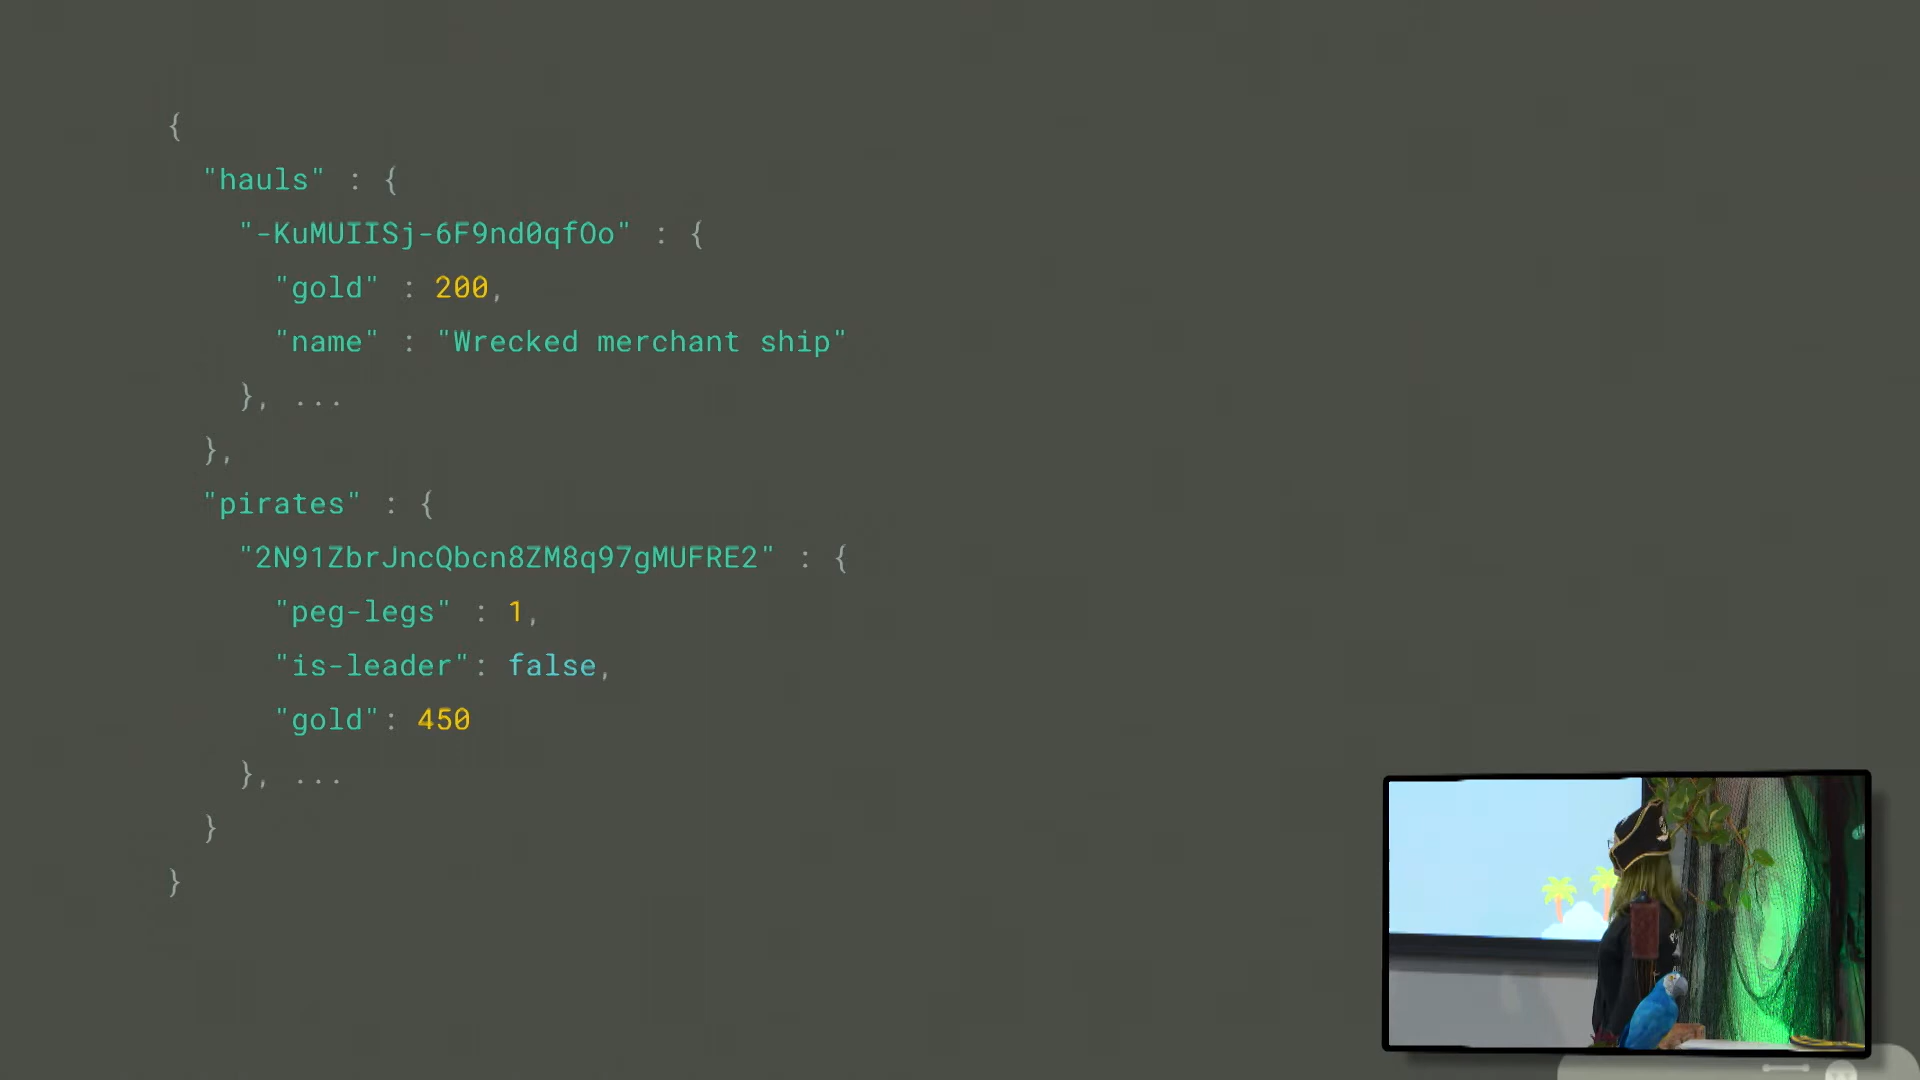 {
"hauls" : {
"-KuMUIISj-6F9nd0qfOo" : {
"gold" : 200,
"name" : "Wrecked merchant ship"
}, ...
},
"pirates" : {
"2N91ZbrJncQbcn8ZM8q97gMUFRE2" : {
"peg-legs" : 1,
"is-leader": false,
"gold": 450
}, ...
}
}